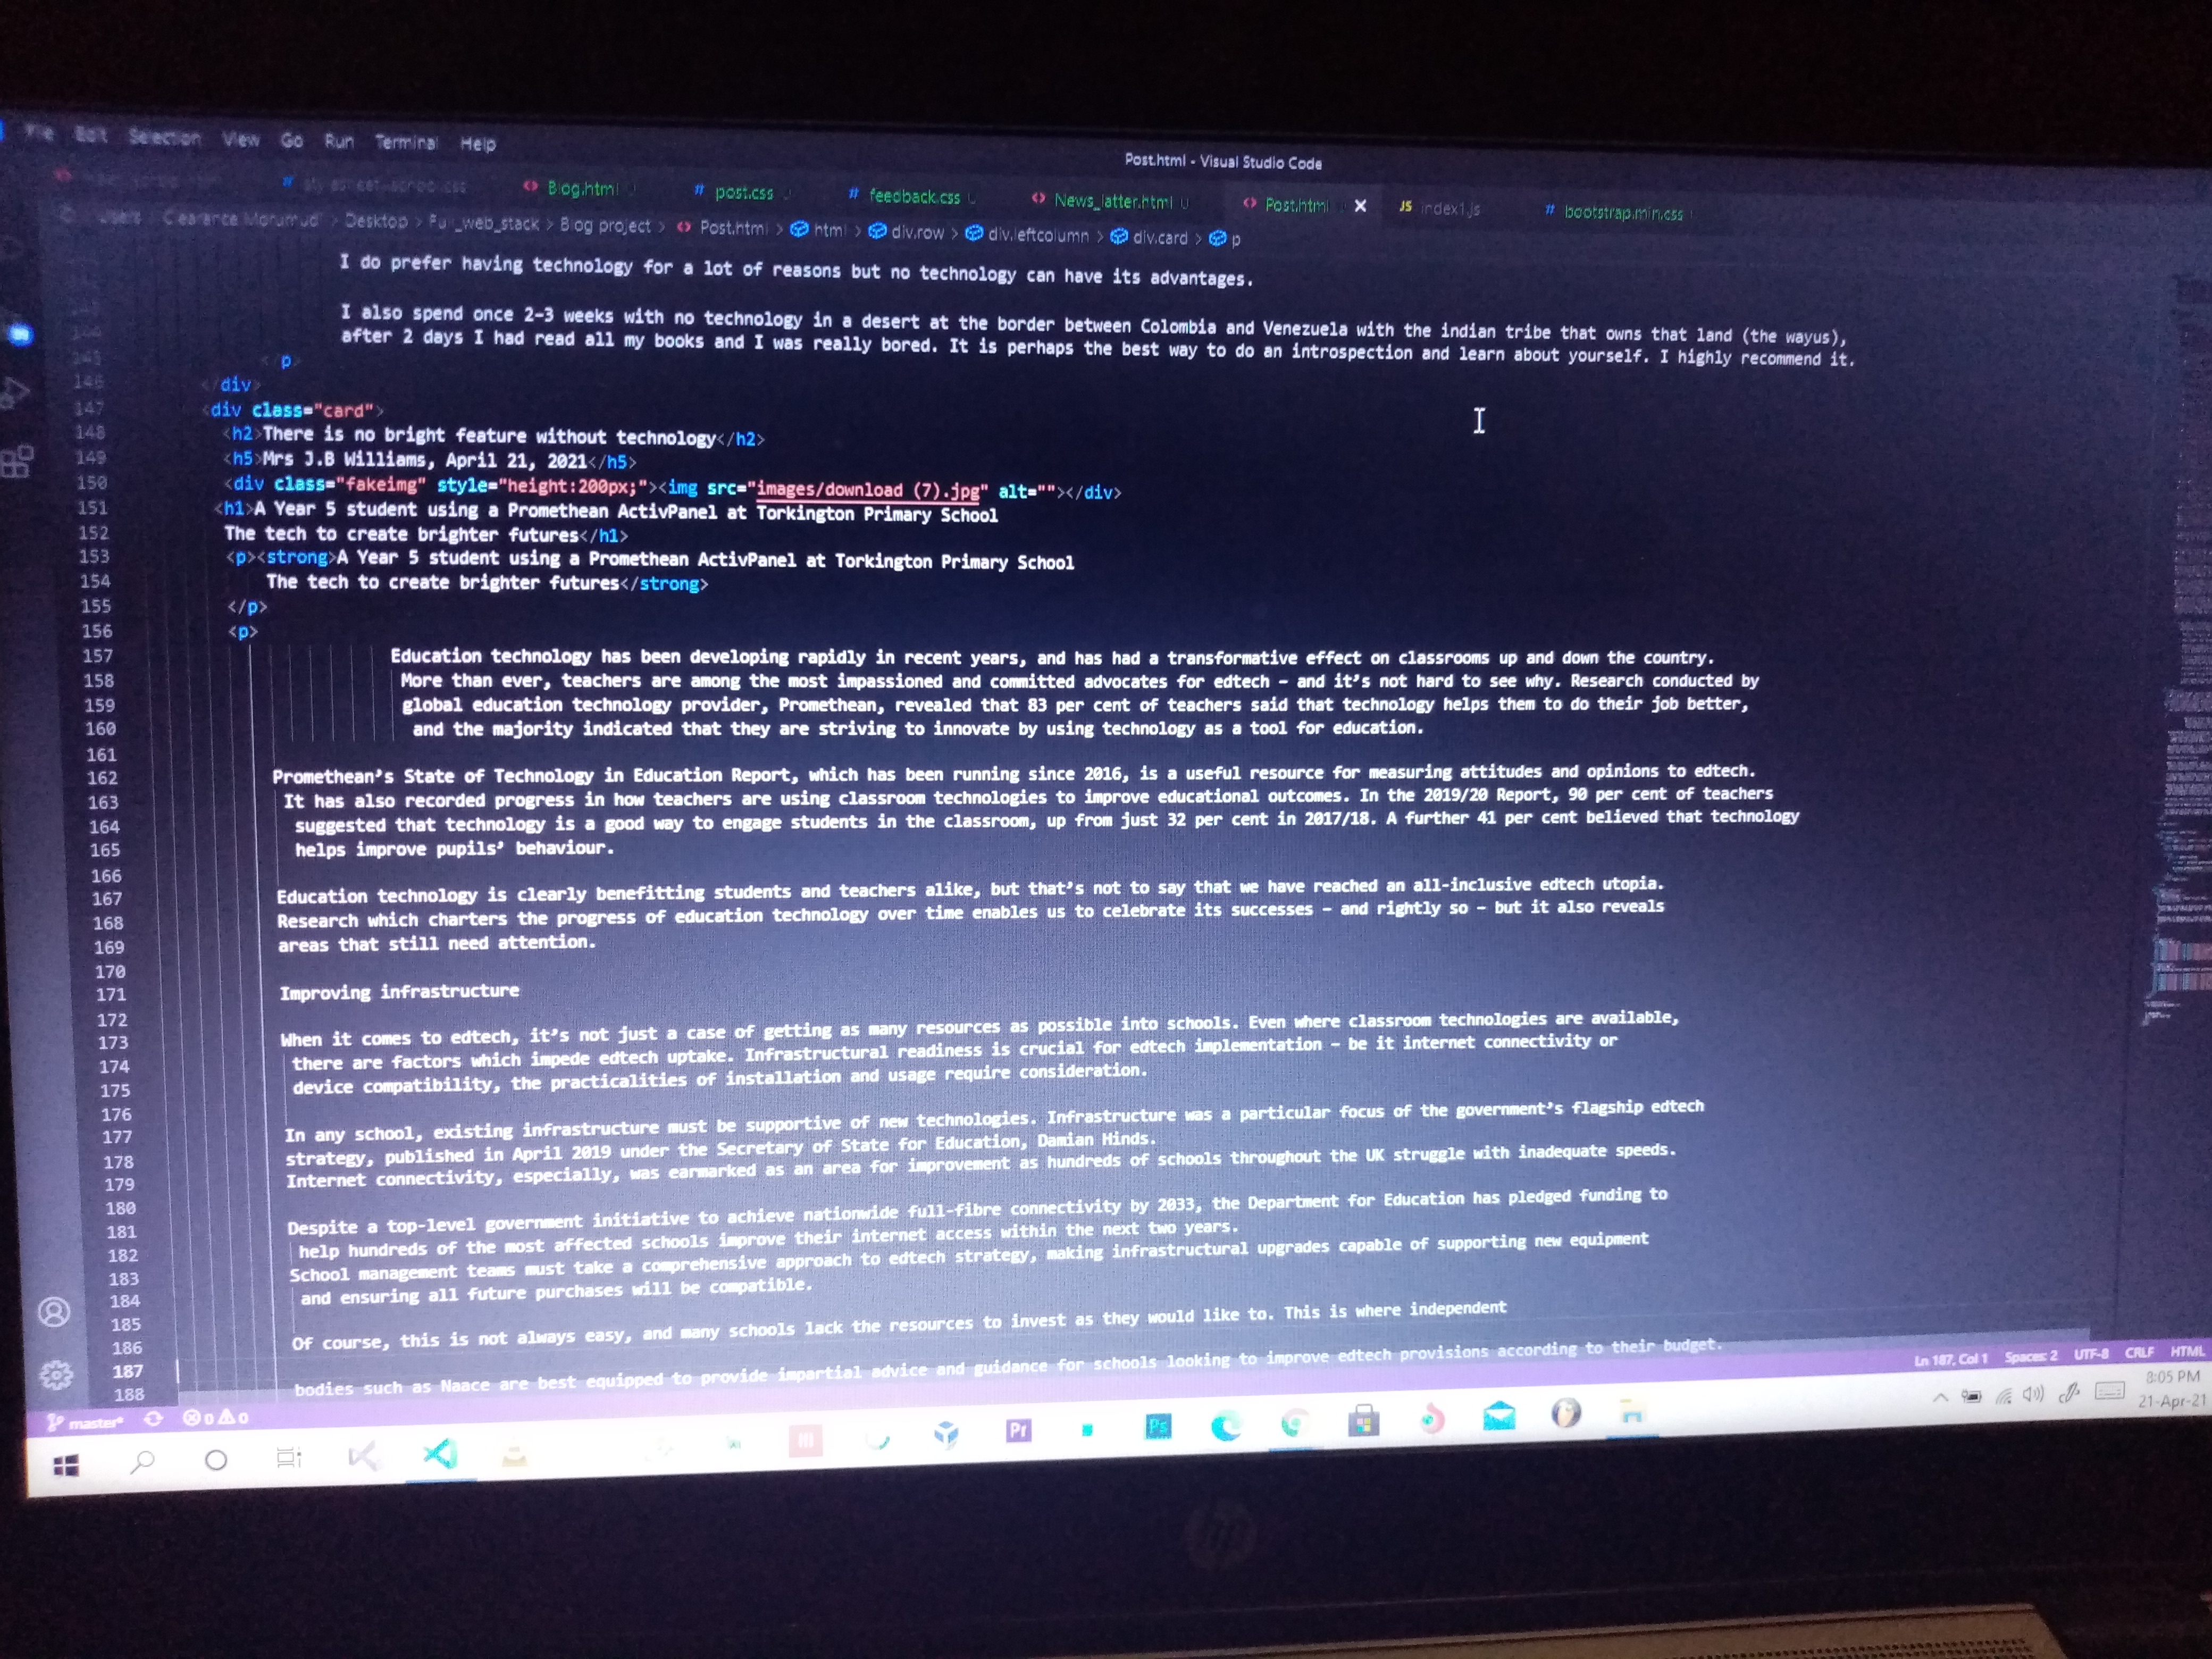 File Edit Selection View Go Run Terminal Help
Post.html - Visual Studio Code
Blog.html U
# post.css U
# feedback.css U
News_latter.html U
Post.html
JS index1.js
# bootstrap.min.css
Users > Clearance Morumudi > Desktop > Full_web_stack > Blog project > Post.html > html > div.row > div.leftcolumn > div.card > p
I do prefer having technology for a lot of reasons but no technology can have its advantages.
I also spend once 2-3 weeks with no technology in a desert at the border between Colombia and Venezuela with the indian tribe that owns that land (the wayus),
144 after 2 days I had read all my books and I was really bored. It is perhaps the best way to do an introspection and learn about yourself. I highly recommend it.
145 </p>
146 </div>
147 <div class="card">
148 <h2>There is no bright feature without technology</h2>
149 <h5>Mrs J.B Williams, April 21, 2021</h5>
150 <div class="fakeimg" style="height:200px;"><img src="images/download (7).jpg" alt=""></div>
151 <h1>A Year 5 student using a Promethean ActivPanel at Torkington Primary School
152 The tech to create brighter futures</h1>
153 <p><strong>A Year 5 student using a Promethean ActivPanel at Torkington Primary School
154 The tech to create brighter futures</strong>
155 </p>
156 <p>
157 Education technology has been developing rapidly in recent years, and has had a transformative effect on classrooms up and down the country.
158 More than ever, teachers are among the most impassioned and committed advocates for edtech – and it’s not hard to see why. Research conducted by
159 global education technology provider, Promethean, revealed that 83 per cent of teachers said that technology helps them to do their job better,
160 and the majority indicated that they are striving to innovate by using technology as a tool for education.
161
162 Promethean’s State of Technology in Education Report, which has been running since 2016, is a useful resource for measuring attitudes and opinions to edtech.
163 It has also recorded progress in how teachers are using classroom technologies to improve educational outcomes. In the 2019/20 Report, 90 per cent of teachers
164 suggested that technology is a good way to engage students in the classroom, up from just 32 per cent in 2017/18. A further 41 per cent believed that technology
165 helps improve pupils’ behaviour.
166
167 Education technology is clearly benefitting students and teachers alike, but that’s not to say that we have reached an all-inclusive edtech utopia.
168 Research which charters the progress of education technology over time enables us to celebrate its successes – and rightly so – but it also reveals
169 areas that still need attention.
170
171 Improving infrastructure
172
173 When it comes to edtech, it’s not just a case of getting as many resources as possible into schools. Even where classroom technologies are available,
174 there are factors which impede edtech uptake. Infrastructural readiness is crucial for edtech implementation – be it internet connectivity or
175 device compatibility, the practicalities of installation and usage require consideration.
176
177 In any school, existing infrastructure must be supportive of new technologies. Infrastructure was a particular focus of the government’s flagship edtech
178 strategy, published in April 2019 under the Secretary of State for Education, Damian Hinds.
179 Internet connectivity, especially, was earmarked as an area for improvement as hundreds of schools throughout the UK struggle with inadequate speeds.
180
181 Despite a top-level government initiative to achieve nationwide full-fibre connectivity by 2033, the Department for Education has pledged funding to
182 help hundreds of the most affected schools improve their internet access within the next two years.
183 School management teams must take a comprehensive approach to edtech strategy, making infrastructural upgrades capable of supporting new equipment
184 and ensuring all future purchases will be compatible.
185
186 Of course, this is not always easy, and many schools lack the resources to invest as they would like to. This is where independent
187
188 bodies such as Naace are best equipped to provide impartial advice and guidance for schools looking to improve edtech provisions according to their budget.
master* 0 0
Ln 187, Col 1 Spaces: 2 UTF-8 CRLF HTML
Pr
Ps
8:05 PM
21-Apr-21
hp